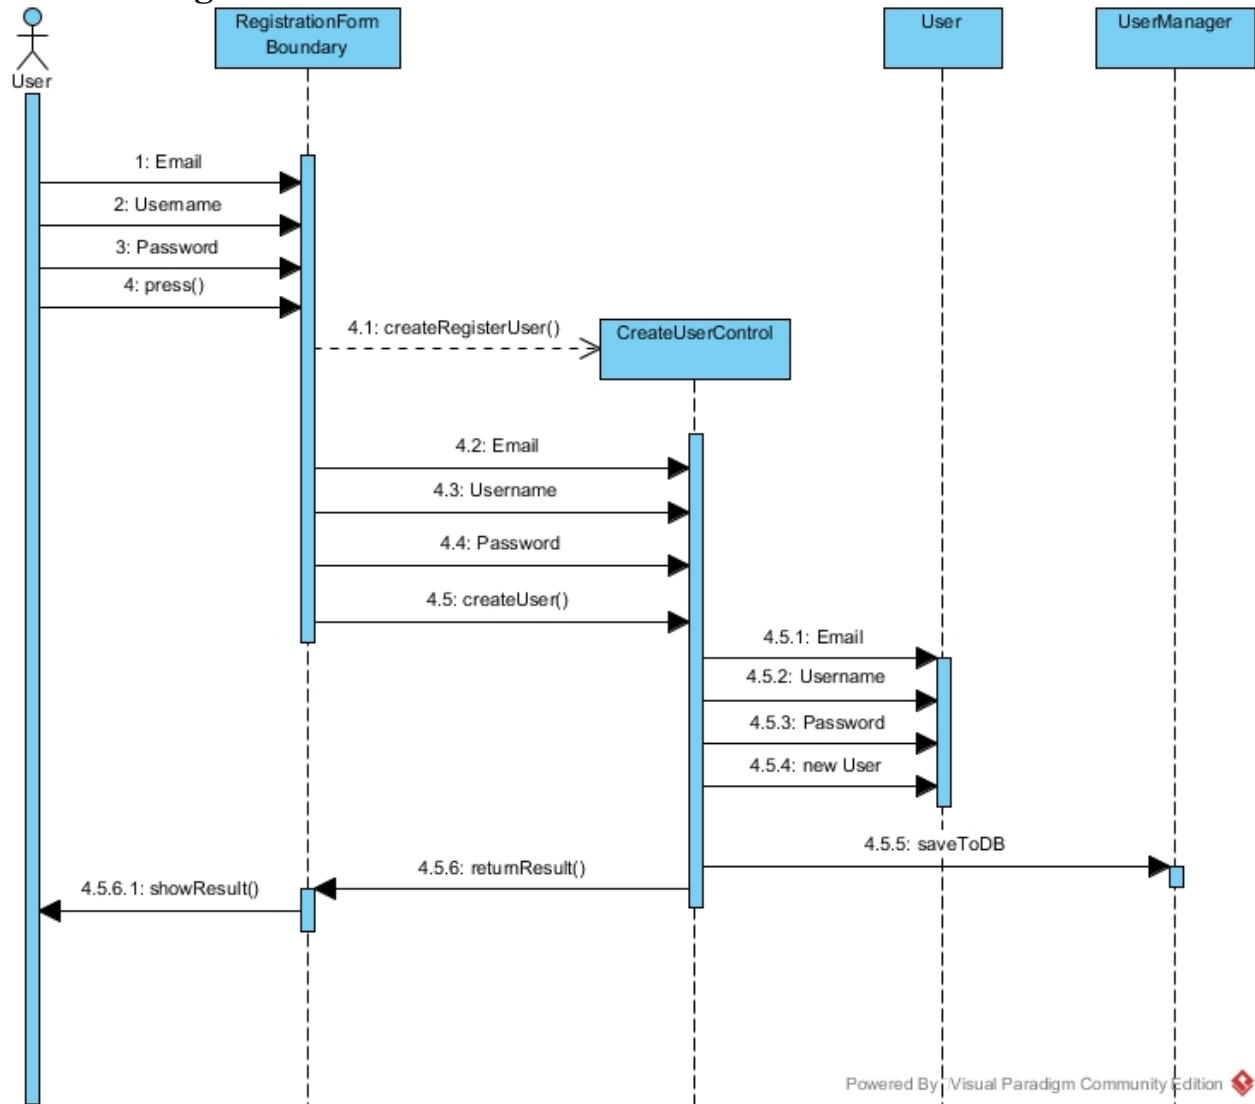 RegistrationForm
Boundary
User
UserManager
User
1: Email
2: Username
3: Password
4: press()
4.1: createRegisterUser()
CreateUserControl
4.2: Email
4.3: Username
4.4: Password
4.5: createUser()
4.5.1: Email
4.5.2: Username
4.5.3: Password
4.5.4: new User
4.5.5: saveToDB
4.5.6: returnResult()
4.5.6.1: showResult()
Powered By Visual Paradigm Community Edition